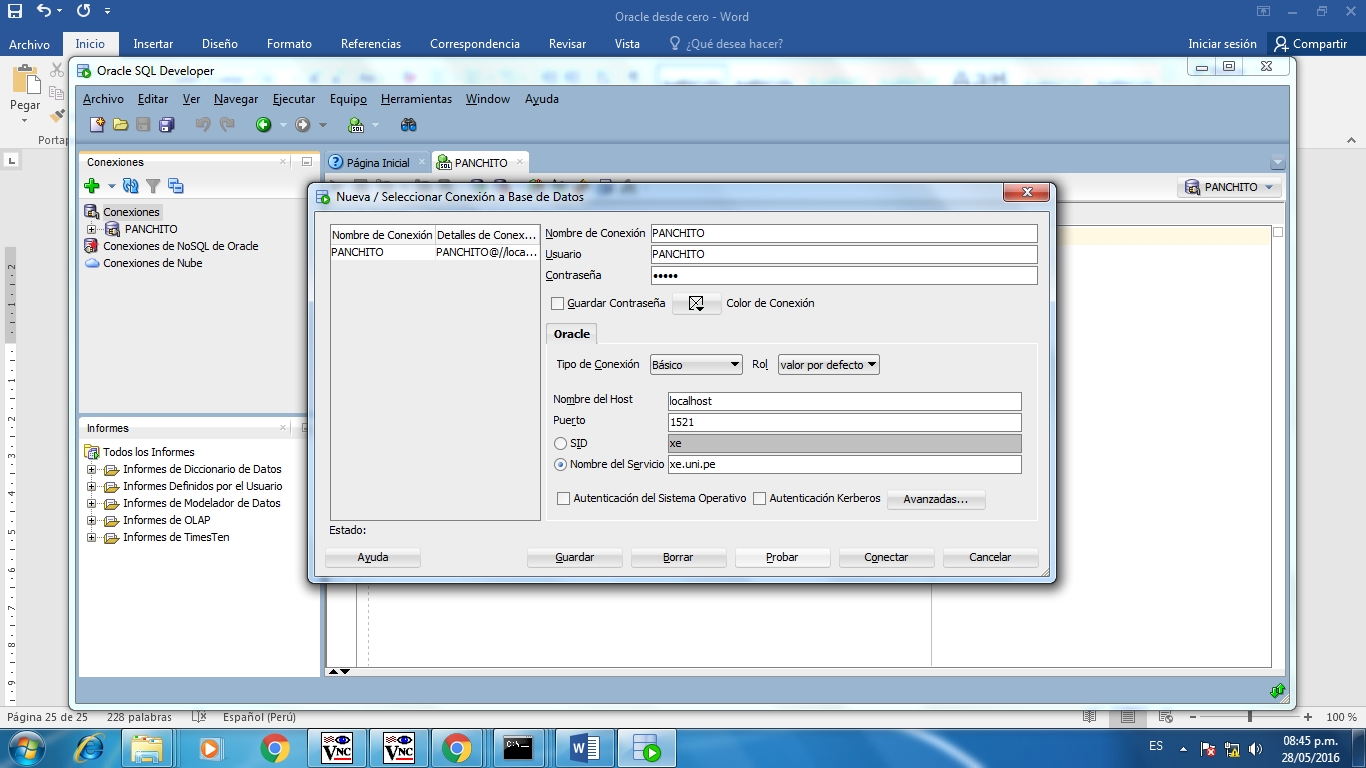 Oracle desde cero - Word
Archivo Inicio Insertar Diseño Formato Referencias Correspondencia Revisar Vista ¿Qué desea hacer? Iniciar sesión Compartir
Pegar
Oracle SQL Developer
Archivo Editar Ver Navegar Ejecutar Equipo Herramientas Window Ayuda
Conexiones
Página Inicial PANCHITO
PANCHITO
Conexiones
PANCHITO
Conexiones de NoSQL de Oracle
Conexiones de Nube
Informes
Todos los Informes
Informes de Diccionario de Datos
Informes Definidos por el Usuario
Informes de Modelador de Datos
Informes de OLAP
Informes de TimesTen
Nueva / Seleccionar Conexión a Base de Datos
Nombre de Conexión Detalles de Conex...
PANCHITO PANCHITO@//loca...
Nombre de Conexión PANCHITO
Usuario PANCHITO
Contraseña •••••
Guardar Contraseña Color de Conexión
Oracle
Tipo de Conexión Básico Rol valor por defecto
Nombre del Host localhost
Puerto 1521
SID xe
Nombre del Servicio xe.uni.pe
Autenticación del Sistema Operativo Autenticación Kerberos Avanzadas...
Estado:
Ayuda Guardar Borrar Probar Conectar Cancelar
Página 25 de 25 228 palabras Español (Perú) 100 %
ES 08:45 p.m.
28/05/2016